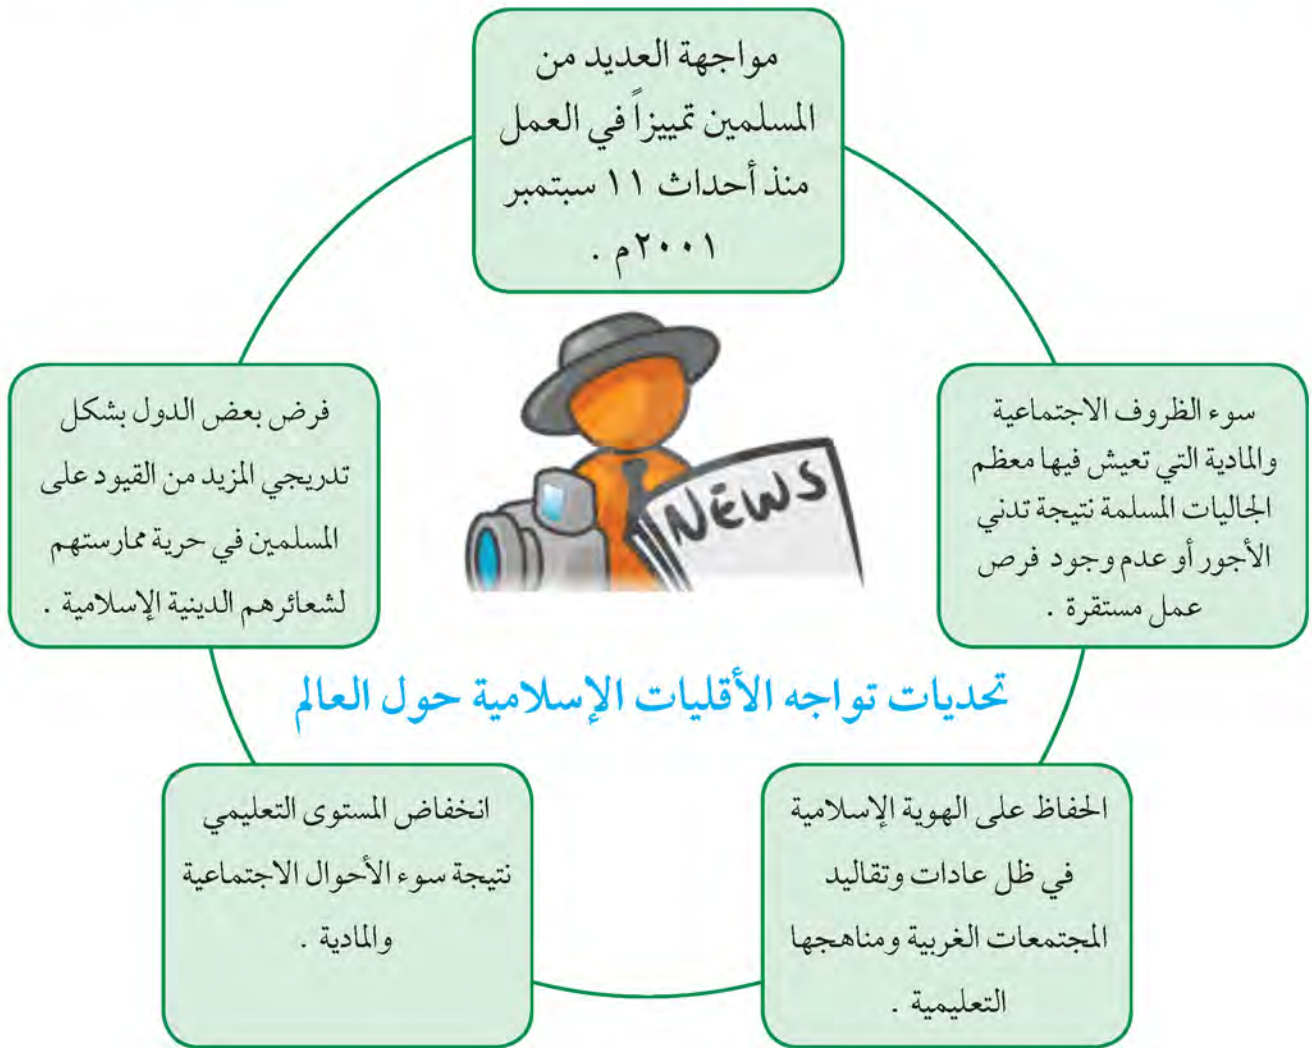 مواجهة العديد من
المسلمين تمييزاً في العمل
منذ أحداث ١١ سبتمبر
٢٠٠١م .
سوء الظروف الاجتماعية
والمادية التي تعيش فيها معظم
الجاليات المسلمة نتيجة تدني
الأجور أو عدم وجود فرص
عمل مستقرة .
فرض بعض الدول بشكل
تدريجي المزيد من القيود على
المسلمين في حرية ممارستهم
لشعائرهم الدينية الإسلامية .
NEWS
تحديات تواجه الأقليات الإسلامية حول العالم
الحفاظ على الهوية الإسلامية
في ظل عادات وتقاليد
المجتمعات الغربية ومناهجها
التعليمية .
انخفاض المستوى التعليمي
نتيجة سوء الأحوال الاجتماعية
والمادية .